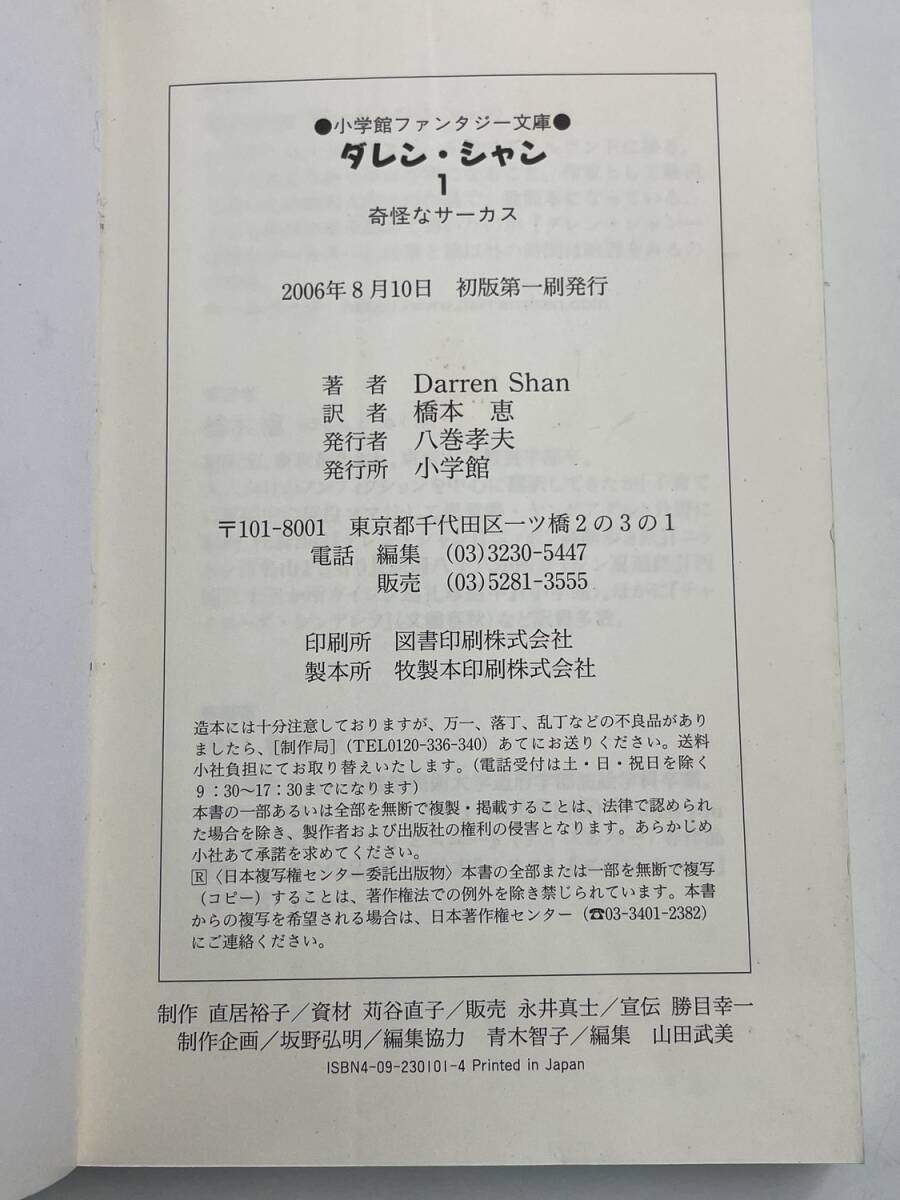 ●小学館ファンタジー文庫●
ダレン・シャン
1
奇怪なサーカス
2006年8月10日　初版第一刷発行
著　者　Darren Shan
訳　者　橋本　恵
発行者　八巻孝夫
発行所　小学館
〒101-8001　東京都千代田区一ツ橋2の3の1
電話　編集　(03)3230-5447
販売　(03)5281-3555
印刷所　図書印刷株式会社
製本所　牧製本印刷株式会社
造本には十分注意しておりますが、万一、落丁、乱丁などの不良品があり
ましたら、[制作局]（TEL0120-336-340）あてにお送りください。送料
小社負担にてお取り替えいたします。（電話受付は土・日・祝日を除く
9：30〜17：30までになります）
本書の一部あるいは全部を無断で複製・掲載することは、法律で認められ
た場合を除き、製作者および出版社の権利の侵害となります。あらかじめ
小社あて承諾を求めてください。
R〈日本複写権センター委託出版物〉本書の全部または一部を無断で複写
（コピー）することは、著作権法での例外を除き禁じられています。本書
からの複写を希望される場合は、日本著作権センター（☎03-3401-2382）
にご連絡ください。
制作 直居裕子／資材 苅谷直子／販売 永井真士／宣伝 勝目幸一
制作企画／坂野弘明／編集協力　青木智子／編集　山田武美
ISBN4-09-230101-4 Printed in Japan